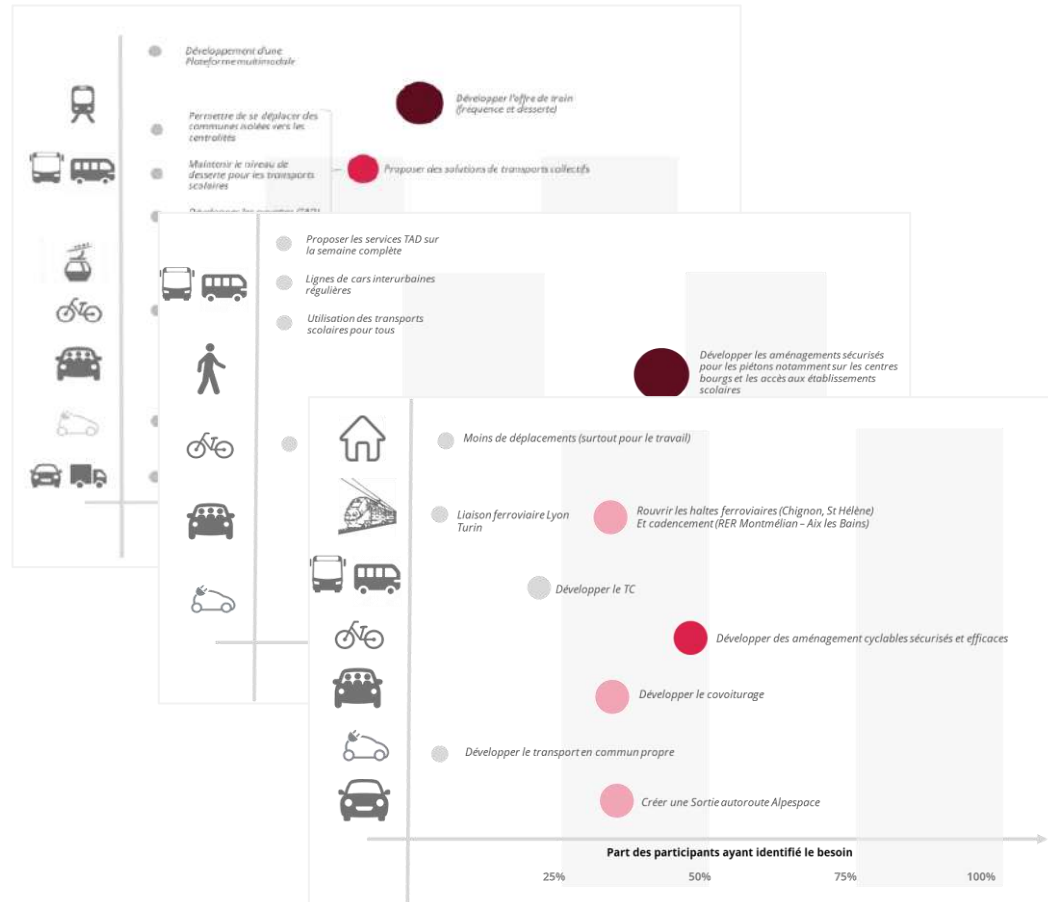 Développement d'une
Plateforme multimodale
Développer l'offre de train
(fréquence et desserte)
Permettre de se déplacer des
communes isolées vers les
centralités
Maintenir le niveau de
desserte pour les transports
scolaires
Proposer des solutions de transports collectifs
Proposer les services TAD sur
la semaine complète
Lignes de cars interurbaines
régulières
Utilisation des transports
scolaires pour tous
Développer les aménagements sécurisés
pour les piétons notamment sur les centres
bourgs et les accès aux établissements
scolaires
Moins de déplacements (surtout pour le travail)
Liaison ferroviaire Lyon
Turin
Rouvrir les haltes ferroviaires (Chignon, St Hélène)
Et cadencement (RER Montmélian – Aix les Bains)
Développer le TC
Développer des aménagement cyclables sécurisés et efficaces
Développer le covoiturage
Développer le transport en commun propre
Créer une Sortie autoroute Alpespace
Part des participants ayant identifié le besoin
25% 50% 75% 100%